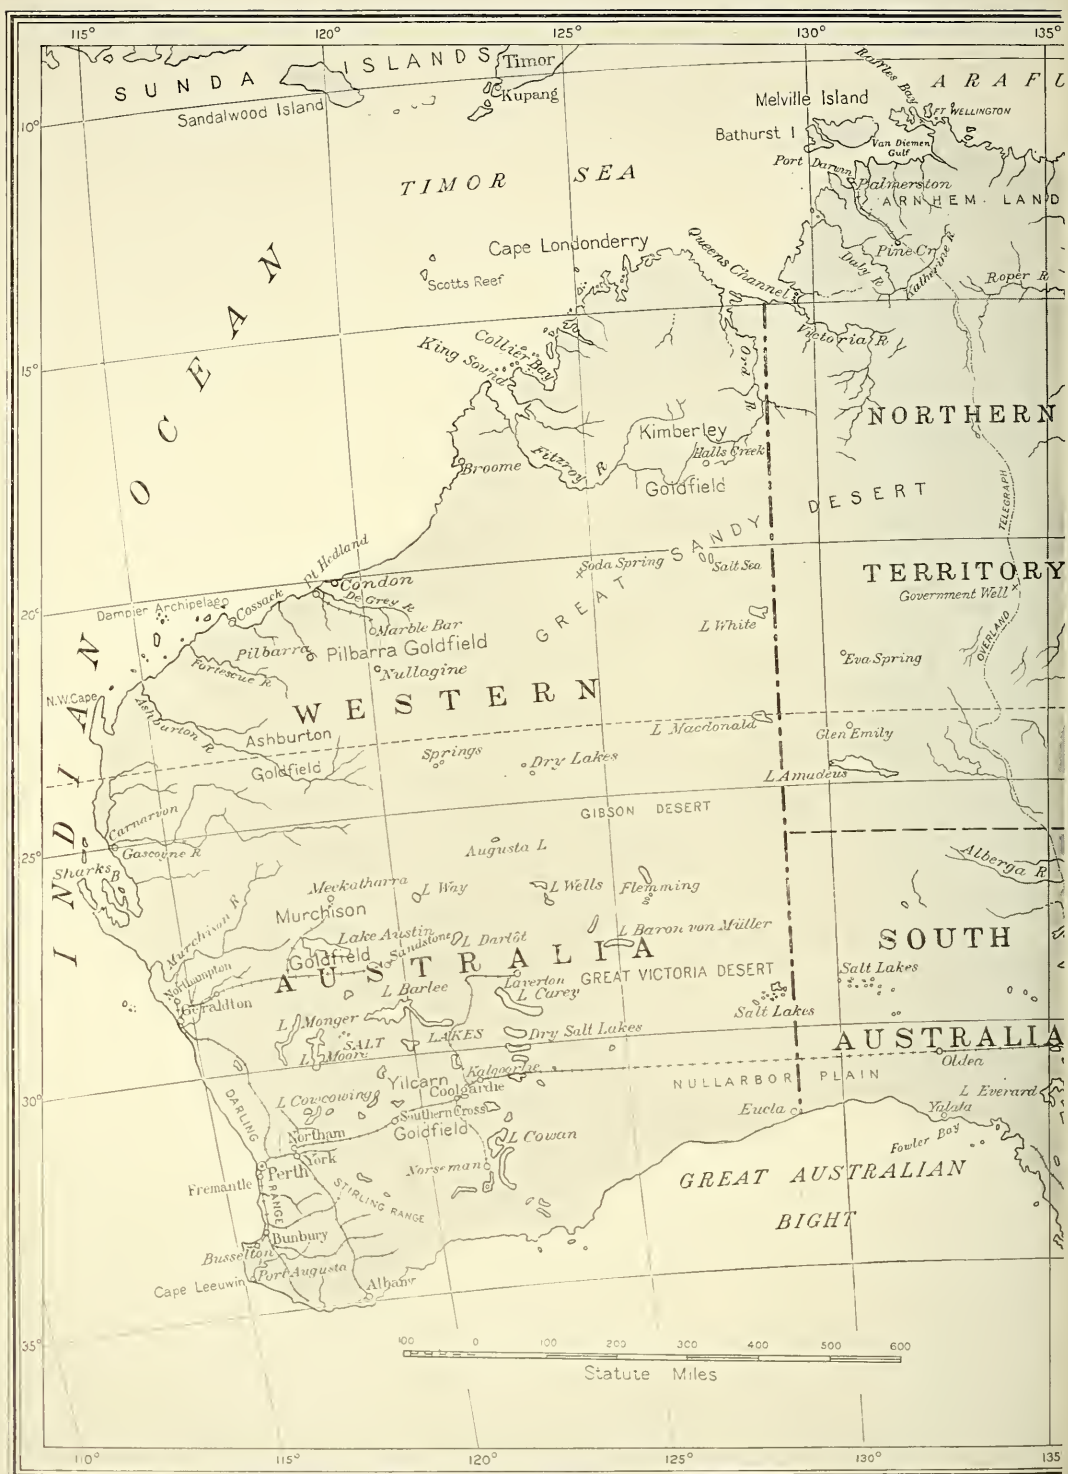 115° 120° 125° 130° 135°
SUNDA ISLANDS
Timor
Kupang
Sandalwood Island
ARAFU
Raffles Bay
Melville Island
FT WELLINGTON
Bathurst I
Van Diemen
Gulf
Port Darwin
Palmerston
ARNHEM LAND
10°
TIMOR SEA
Cape Londonderry
Queens Channel
Pine Cr
Daly R
Katherine R
Roper R
Scotts Reef
Collier Bay
King Sound
Victoria R
Ord R
15°
INDIAN OCEAN
NORTHERN
TERRITORY
Kimberley
Halls Creek
Goldfield
Broome
Fitzroy R
GREAT SANDY DESERT
OVERLAND TELEGRAPH
Soda Spring
Salt Sea
Pt Hedland
Condon
De Grey R
Dampier Archipelago
Cossack
20°
Government Well
L White
Marble Bar
Pilbarra
Pilbarra Goldfield
Nullagine
Fortescue R
Eva Spring
N.W. Cape
WESTERN
AUSTRALIA
Ashburton R
Ashburton
Goldfield
L Macdonald
Glen Emily
Springs
Dry Lakes
L Amadeus
GIBSON DESERT
Carnarvon
Gascoyne R
25°
Augusta L
Alberga R
Sharks B
Meekatharra
L Way
L Wells
Flemming
Murchison
Goldfield
Murchison R
Lake Austin
Sandstone
L Darlôt
L Baron von Müller
SOUTH
AUSTRALIA
Northampton
Geraldton
L Barlee
Laverton
L Carey
GREAT VICTORIA DESERT
Salt Lakes
Salt Lakes
L Monger
SALT LAKES
Dry Salt Lakes
L Moore
Kalgoorlie
Olden
Yilcarn
Coolgardie
NULLARBOR PLAIN
L Everard
30°
L Cowcowing
Southern Cross
Goldfield
Eucla
Yalata
Fowler Bay
DARLING RANGE
Northam
York
L Cowan
Perth
Norseman
Fremantle
STIRLING RANGE
GREAT AUSTRALIAN
BIGHT
Bunbury
Busselton
Port Augusta
Cape Leeuwin
Albany
35°
100 0 100 200 300 400 500 600
Statute Miles
110° 115° 120° 125° 130° 135